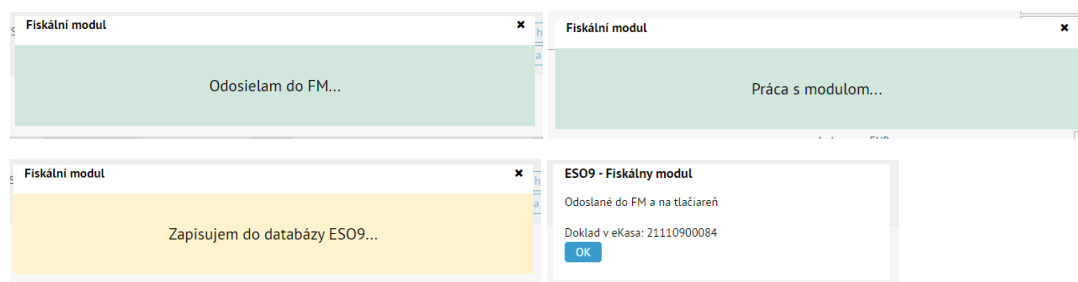 Fiskální modul
Odosielam do FM...
Fiskální modul
Práca s modulom...
Fiskální modul
Zapisujem do databázy ESO9...
ESO9 - Fiskálny modul
Odoslané do FM a na tlačiareň
Doklad v eKasa: 21110900084
OK